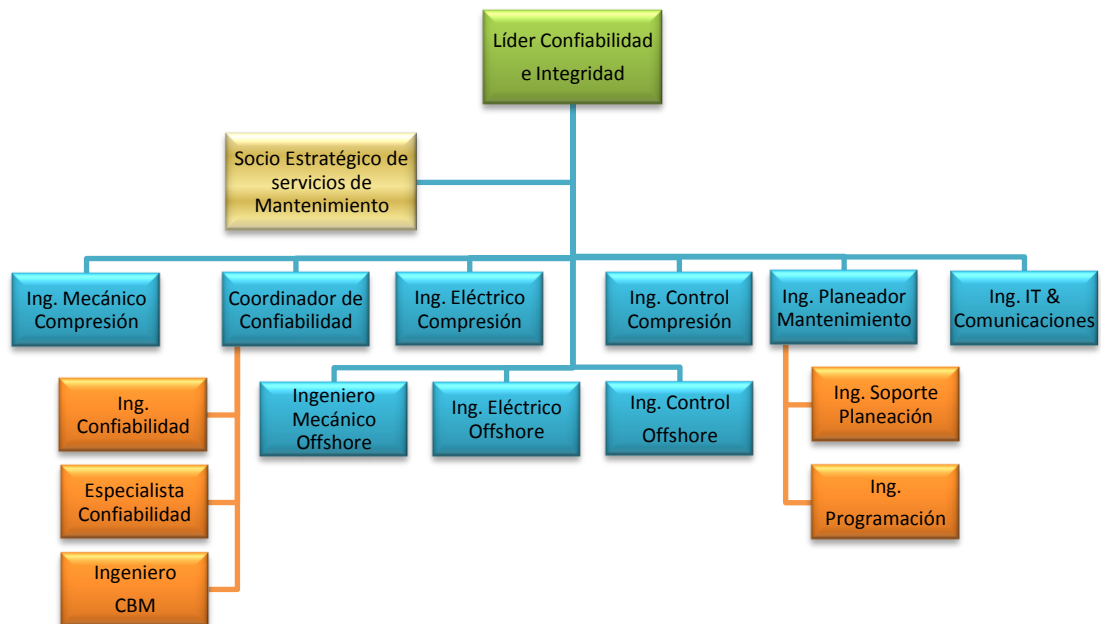 Líder Confiabilidad
e Integridad
Socio Estratégico de
servicios de
Mantenimiento
Ing. Mecánico
Compresión
Coordinador de
Confiabilidad
Ing. Eléctrico
Compresión
Ing. Control
Compresión
Ing. Planeador
Mantenimiento
Ing. IT &
Comunicaciones
Ing.
Confiabilidad
Especialista
Confiabilidad
Ingeniero
CBM
Ingeniero
Mecánico
Offshore
Ing. Eléctrico
Offshore
Ing. Control
Offshore
Ing. Soporte
Planeación
Ing.
Programación